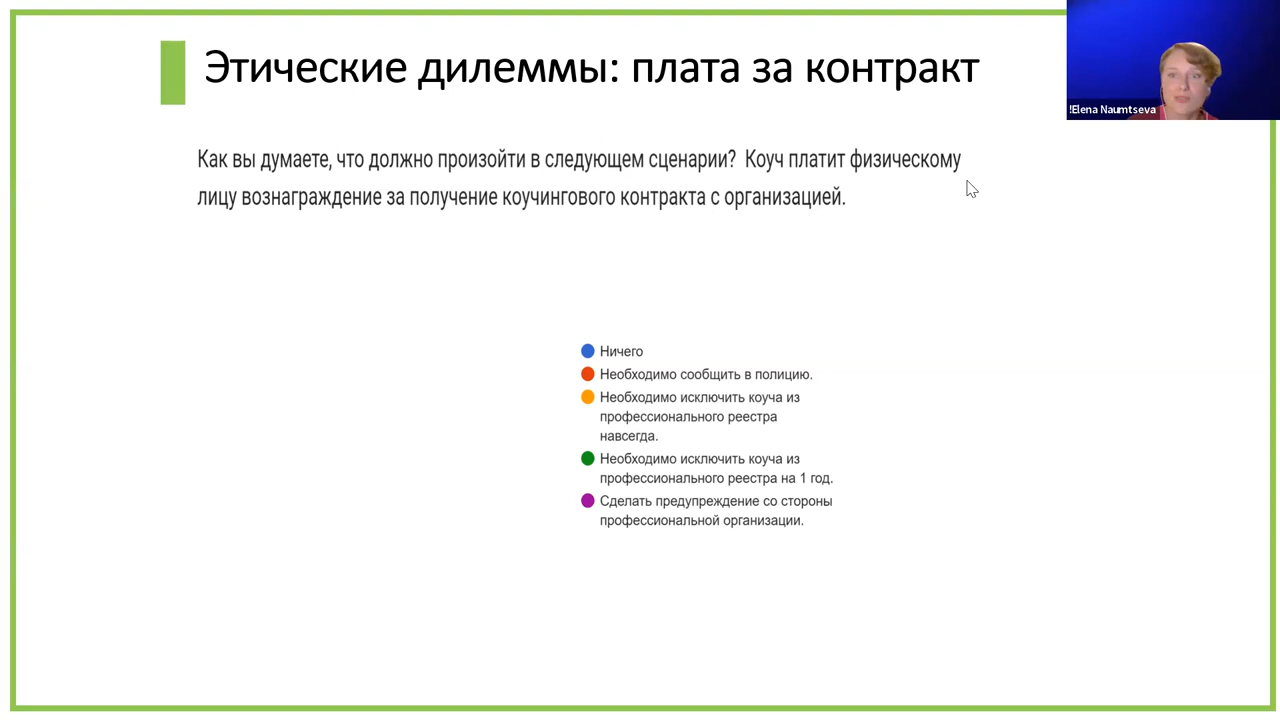 Этические дилеммы: плата за контракт
!Elena Naumtseva
Как вы думаете, что должно произойти в следующем сценарии?  Коуч платит физическому
лицу вознаграждение за получение коучингового контракта с организацией.
Ничего
Необходимо сообщить в полицию.
Необходимо исключить коуча из
профессионального реестра
навсегда.
Необходимо исключить коуча из
профессионального реестра на 1 год.
Сделать предупреждение со стороны
профессиональной организации.